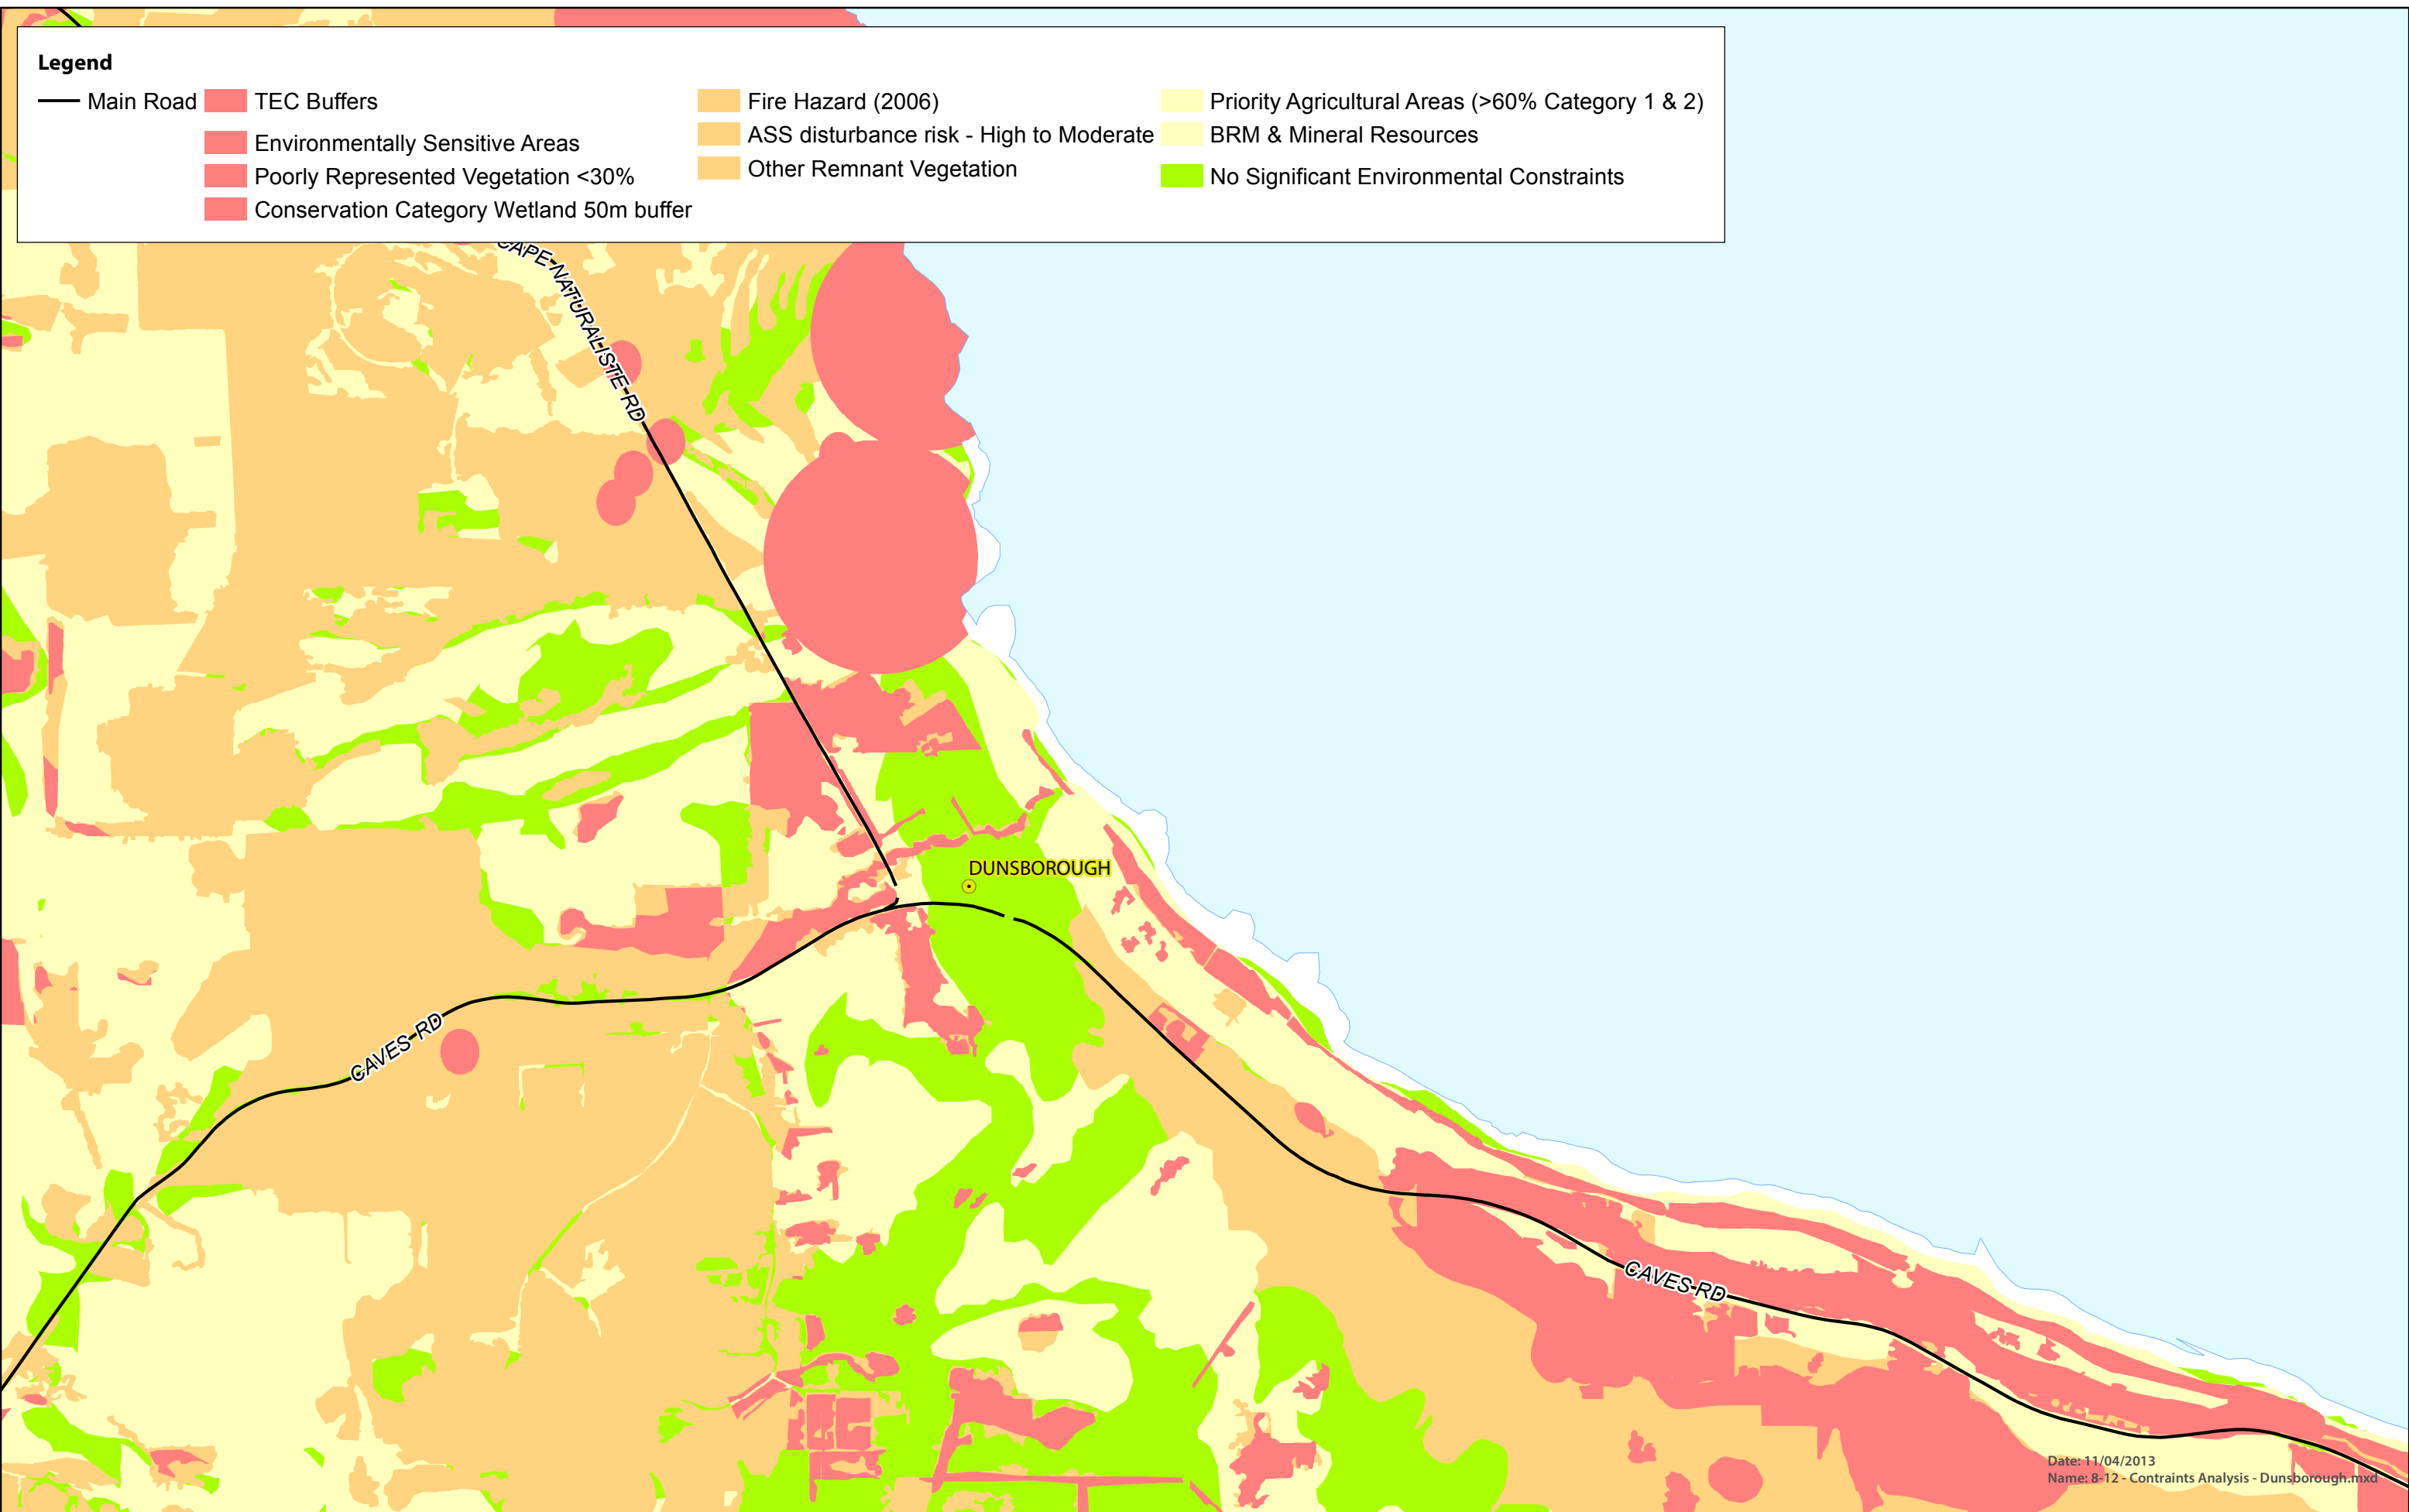 Legend
Main Road
TEC Buffers
Environmentally Sensitive Areas
Poorly Represented Vegetation <30%
Conservation Category Wetland 50m buffer
Fire Hazard (2006)
ASS disturbance risk - High to Moderate
Other Remnant Vegetation
Priority Agricultural Areas (>60% Category 1 & 2)
BRM & Mineral Resources
No Significant Environmental Constraints
CAPE NATURALISTE RD
DUNSBOROUGH
CAVES RD
CAVES RD
Date: 11/04/2013
Name: 8-12 - Contraints Analysis - Dunsborough.mxd